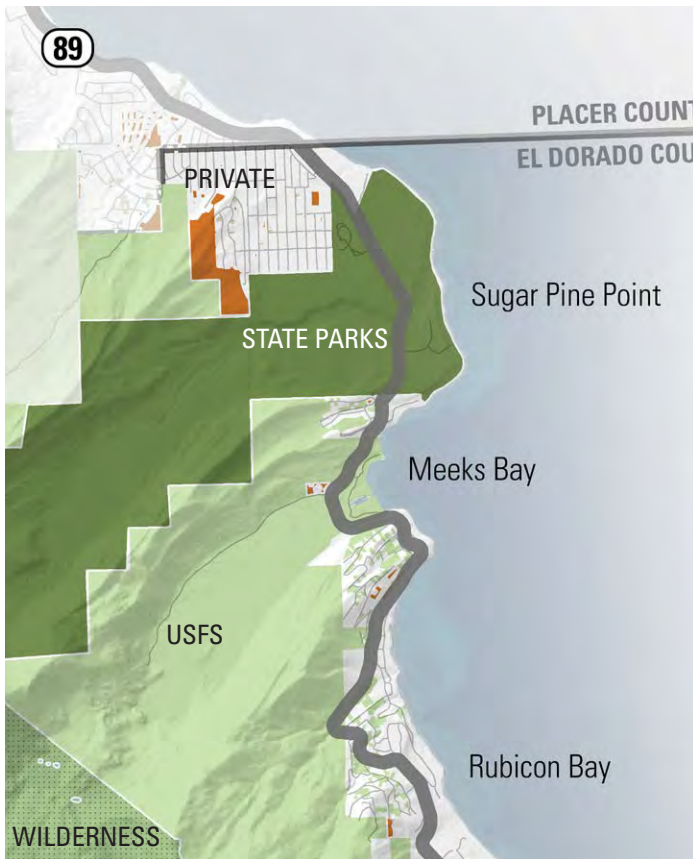 89
PLACER COUNT
EL DORADO COU
PRIVATE
Sugar Pine Point
STATE PARKS
Meeks Bay
USFS
Rubicon Bay
WILDERNESS